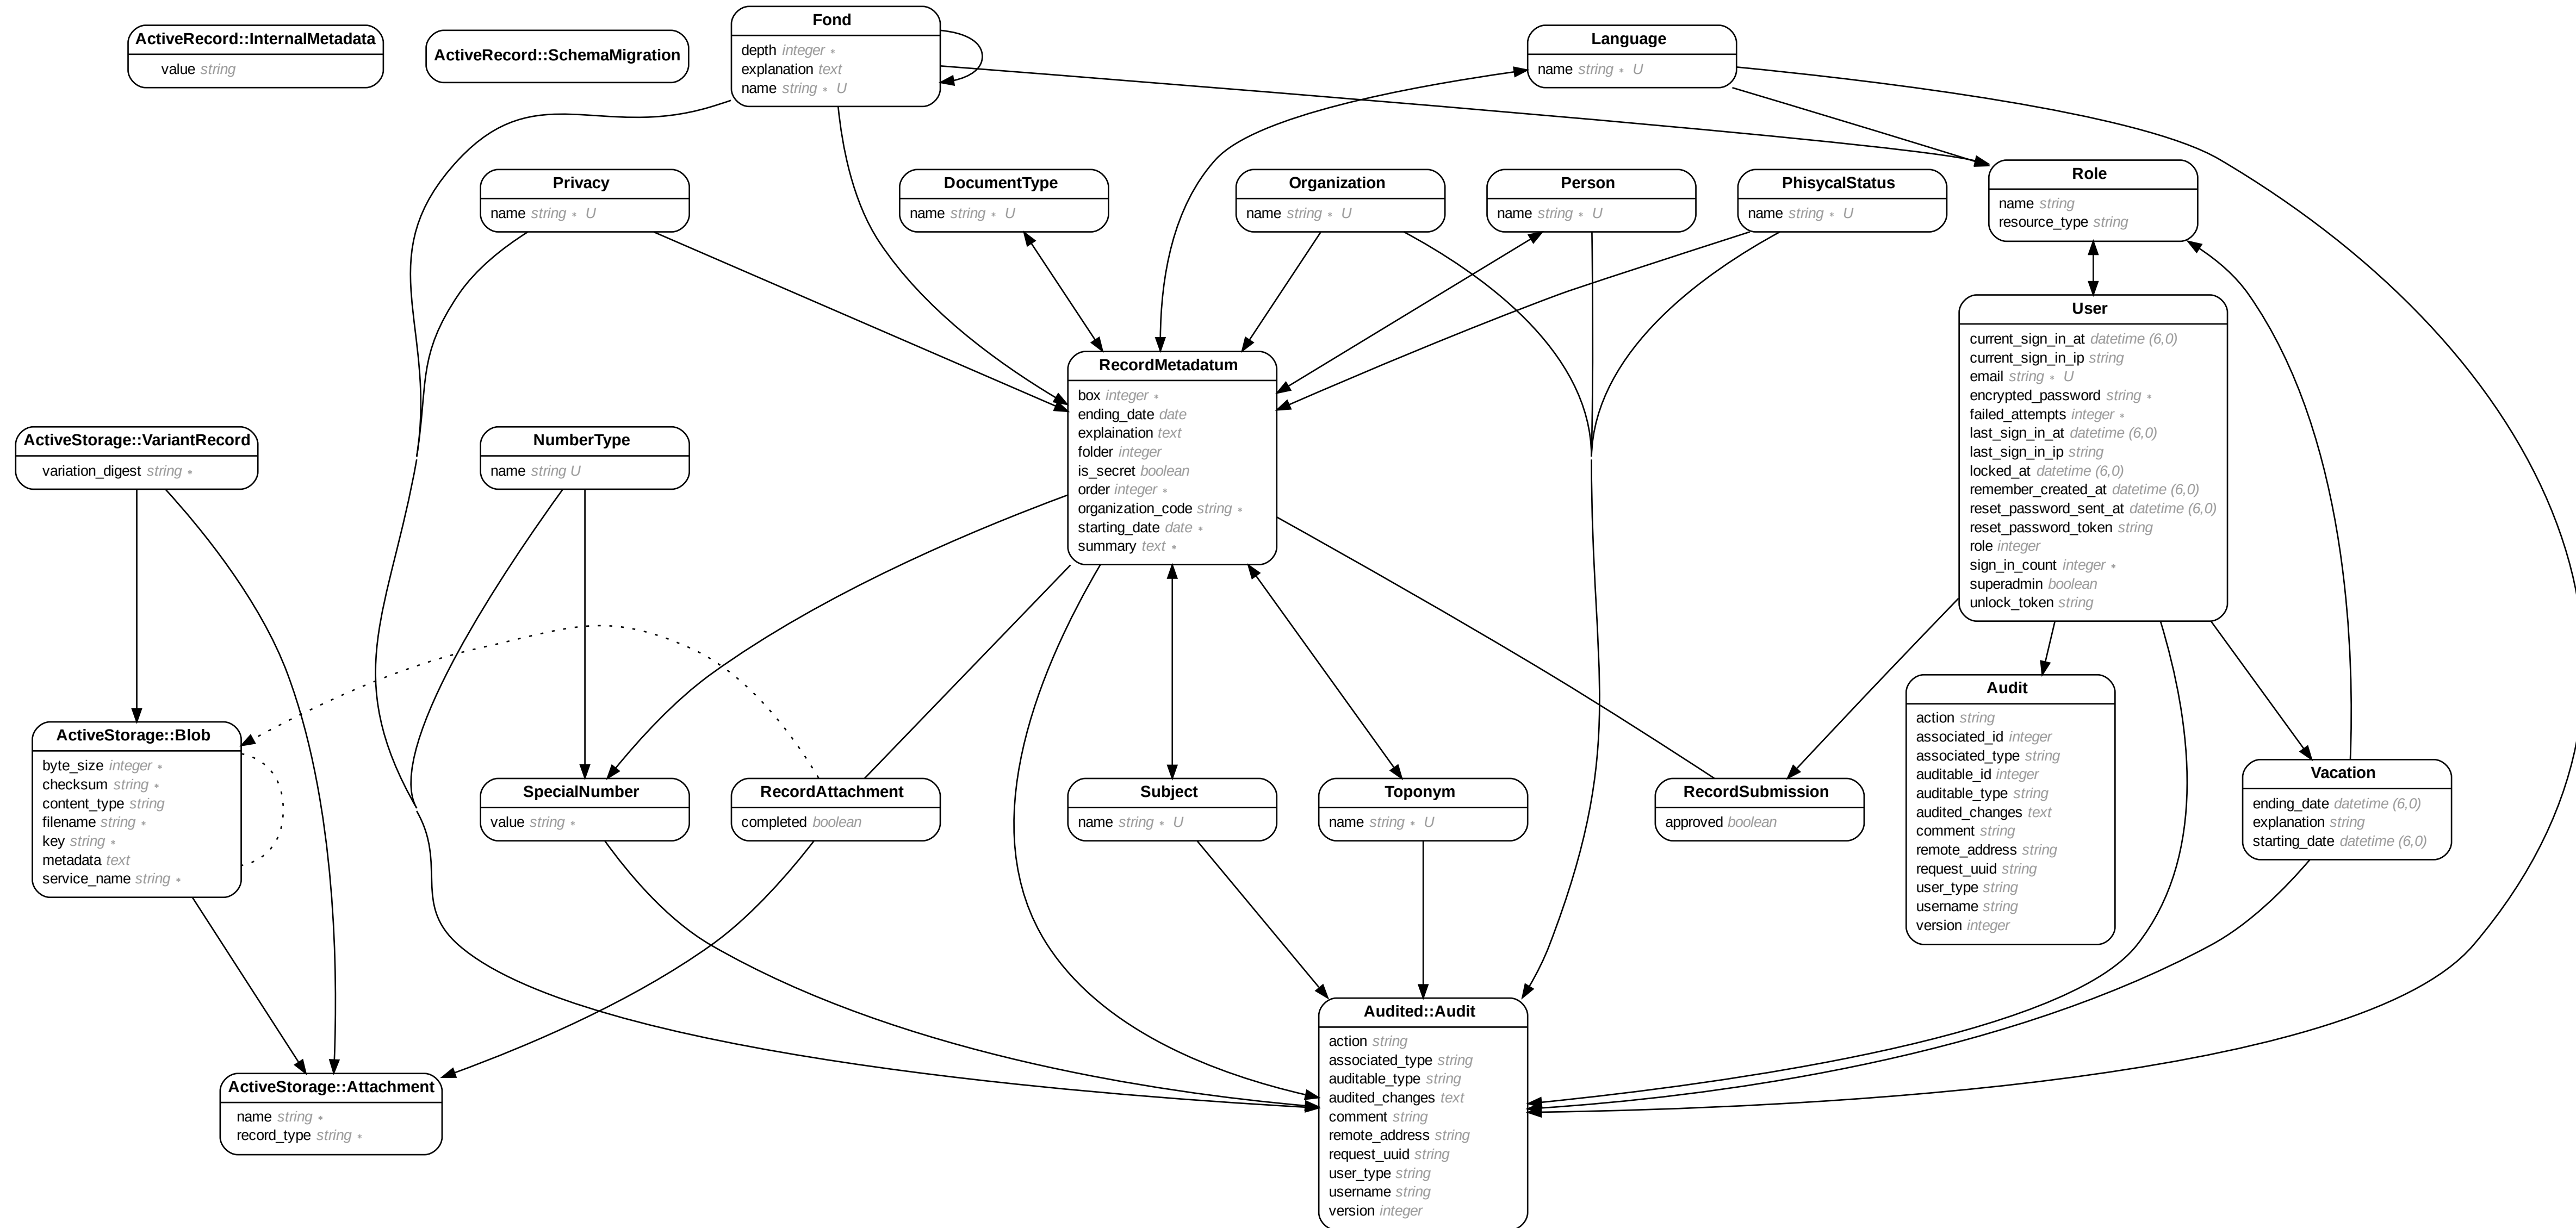 ActiveRecord::InternalMetadata
value string
ActiveRecord::SchemaMigration
Fond
depth integer •
explanation text
name string • U
Language
name string • U
Privacy
name string • U
DocumentType
name string • U
Organization
name string • U
Person
name string • U
PhisycalStatus
name string • U
Role
name string
resource_type string
User
current_sign_in_at datetime (6,0)
current_sign_in_ip string
email string • U
encrypted_password string •
failed_attempts integer •
last_sign_in_at datetime (6,0)
last_sign_in_ip string
locked_at datetime (6,0)
remember_created_at datetime (6,0)
reset_password_sent_at datetime (6,0)
reset_password_token string
role integer
sign_in_count integer •
superadmin boolean
unlock_token string
RecordMetadatum
box integer •
ending_date date
explaination text
folder integer
is_secret boolean
order integer •
organization_code string •
starting_date date •
summary text •
ActiveStorage::VariantRecord
variation_digest string •
NumberType
name string U
ActiveStorage::Blob
byte_size integer •
checksum string •
content_type string
filename string •
key string •
metadata text
service_name string •
SpecialNumber
value string •
RecordAttachment
completed boolean
Subject
name string • U
Toponym
name string • U
RecordSubmission
approved boolean
Audit
action string
associated_id integer
associated_type string
auditable_id integer
auditable_type string
audited_changes text
comment string
remote_address string
request_uuid string
user_type string
username string
version integer
Vacation
ending_date datetime (6,0)
explanation string
starting_date datetime (6,0)
ActiveStorage::Attachment
name string •
record_type string •
Audited::Audit
action string
associated_type string
auditable_type string
audited_changes text
comment string
remote_address string
request_uuid string
user_type string
username string
version integer